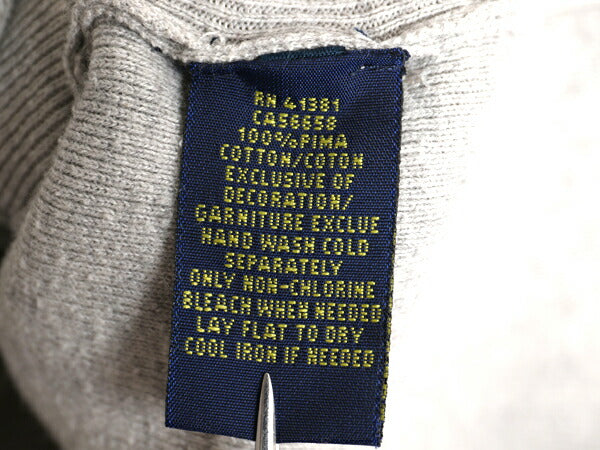 RN 41381
CA56658
100% PIMA
COTTON/COTON
EXCLUSIVE OF
DECORATION/
GARNITURE EXCLUE
HAND WASH COLD
SEPARATELY
ONLY NON-CHLORINE
BLEACH WHEN NEEDED
LAY FLAT TO DRY
COOL IRON IF NEEDED